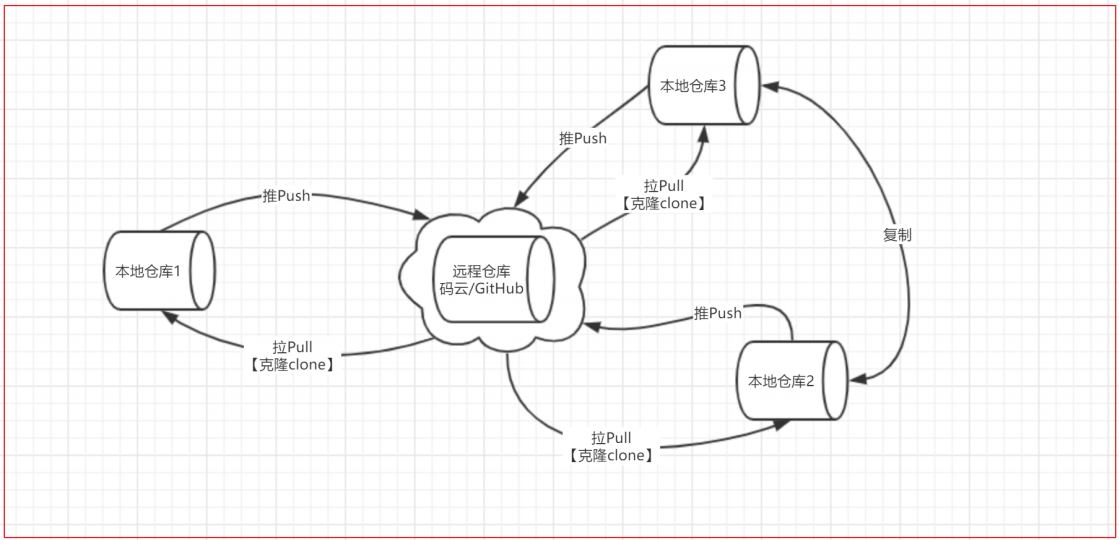 本地仓库3
推Push
拉Pull
【克隆clone】
推Push
复制
本地仓库1
远程仓库
码云/GitHub
推Push
拉Pull
【克隆clone】
本地仓库2
拉Pull
【克隆clone】